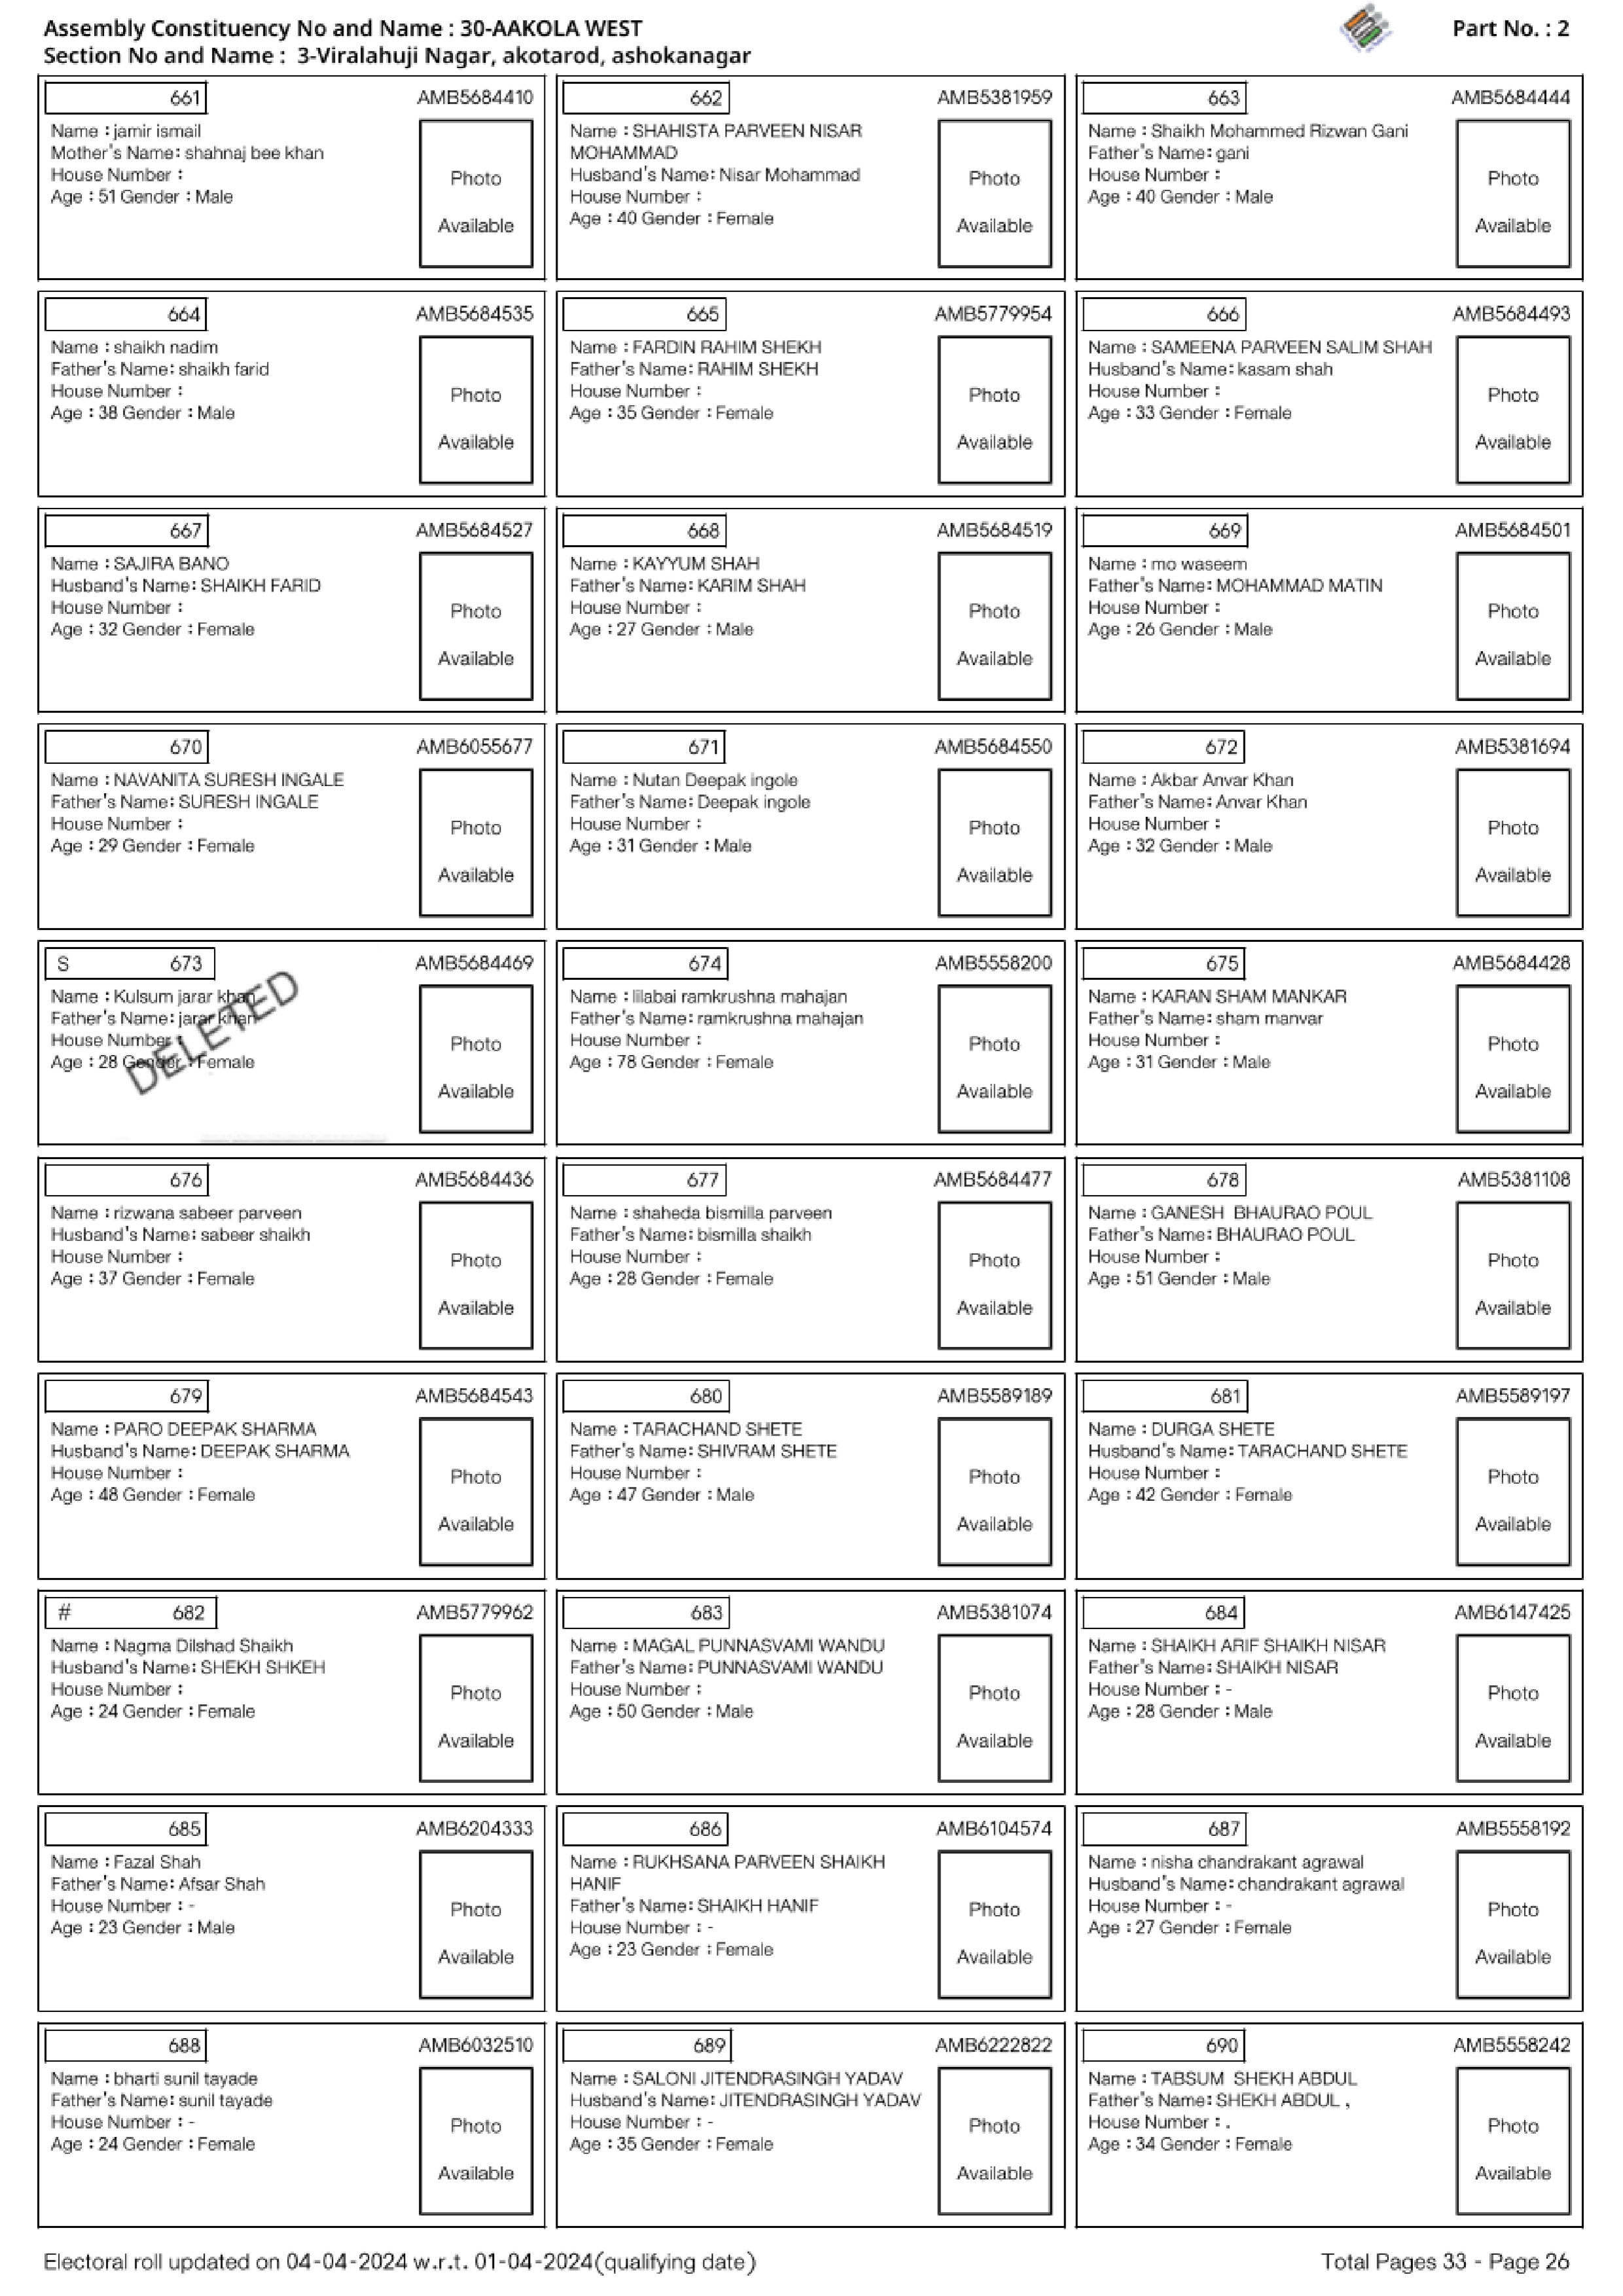 Assembly Constituency No and Name : 30-AAKOLA WEST
Part No. : 2
Section No and Name : 3-Viralahuji Nagar, akotarod, ashokanagar
661 AMB5684410
Name : jamir ismail
Mother's Name: shahnaj bee khan
House Number :
Age : 51 Gender : Male
Photo
Available
662 AMB5381959
Name : SHAHISTA PARVEEN NISAR
MOHAMMAD
Husband's Name: Nisar Mohammad
House Number :
Age : 40 Gender : Female
Photo
Available
663 AMB5684444
Name : Shaikh Mohammed Rizwan Gani
Father's Name: gani
House Number :
Age : 40 Gender : Male
Photo
Available
664 AMB5684535
Name : shaikh nadim
Father's Name: shaikh farid
House Number :
Age : 38 Gender : Male
Photo
Available
665 AMB5779954
Name : FARDIN RAHIM SHEKH
Father's Name: RAHIM SHEKH
House Number :
Age : 35 Gender : Female
Photo
Available
666 AMB5684493
Name : SAMEENA PARVEEN SALIM SHAH
Husband's Name: kasam shah
House Number :
Age : 33 Gender : Female
Photo
Available
667 AMB5684527
Name : SAJIRA BANO
Husband's Name: SHAIKH FARID
House Number :
Age : 32 Gender : Female
Photo
Available
668 AMB5684519
Name : KAYYUM SHAH
Father's Name: KARIM SHAH
House Number :
Age : 27 Gender : Male
Photo
Available
669 AMB5684501
Name : mo waseem
Father's Name: MOHAMMAD MATIN
House Number :
Age : 26 Gender : Male
Photo
Available
670 AMB6055677
Name : NAVANITA SURESH INGALE
Father's Name: SURESH INGALE
House Number :
Age : 29 Gender : Female
Photo
Available
671 AMB5684550
Name : Nutan Deepak ingole
Father's Name: Deepak ingole
House Number :
Age : 31 Gender : Male
Photo
Available
672 AMB5381694
Name : Akbar Anvar Khan
Father's Name: Anvar Khan
House Number :
Age : 32 Gender : Male
Photo
Available
S 673 AMB5684469
Name : Kulsum jarar khan
Father's Name: jarar khan
House Number :
Age : 28 Gender : Female
DELETED
Photo
Available
674 AMB5558200
Name : lilabai ramkrushna mahajan
Father's Name: ramkrushna mahajan
House Number :
Age : 78 Gender : Female
Photo
Available
675 AMB5684428
Name : KARAN SHAM MANKAR
Father's Name: sham manvar
House Number :
Age : 31 Gender : Male
Photo
Available
676 AMB5684436
Name : rizwana sabeer parveen
Husband's Name: sabeer shaikh
House Number :
Age : 37 Gender : Female
Photo
Available
677 AMB5684477
Name : shaheda bismilla parveen
Father's Name: bismilla shaikh
House Number :
Age : 28 Gender : Female
Photo
Available
678 AMB5381108
Name : GANESH BHAURAO POUL
Father's Name: BHAURAO POUL
House Number :
Age : 51 Gender : Male
Photo
Available
679 AMB5684543
Name : PARO DEEPAK SHARMA
Husband's Name: DEEPAK SHARMA
House Number :
Age : 48 Gender : Female
Photo
Available
680 AMB5589189
Name : TARACHAND SHETE
Father's Name: SHIVRAM SHETE
House Number :
Age : 47 Gender : Male
Photo
Available
681 AMB5589197
Name : DURGA SHETE
Husband's Name: TARACHAND SHETE
House Number :
Age : 42 Gender : Female
Photo
Available
# 682 AMB5779962
Name : Nagma Dilshad Shaikh
Husband's Name: SHEKH SHKEH
House Number :
Age : 24 Gender : Female
Photo
Available
683 AMB5381074
Name : MAGAL PUNNASVAMI WANDU
Father's Name: PUNNASVAMI WANDU
House Number :
Age : 50 Gender : Male
Photo
Available
684 AMB6147425
Name : SHAIKH ARIF SHAIKH NISAR
Father's Name: SHAIKH NISAR
House Number : -
Age : 28 Gender : Male
Photo
Available
685 AMB6204333
Name : Fazal Shah
Father's Name: Afsar Shah
House Number : -
Age : 23 Gender : Male
Photo
Available
686 AMB6104574
Name : RUKHSANA PARVEEN SHAIKH
HANIF
Father's Name: SHAIKH HANIF
House Number : -
Age : 23 Gender : Female
Photo
Available
687 AMB5558192
Name : nisha chandrakant agrawal
Husband's Name: chandrakant agrawal
House Number : -
Age : 27 Gender : Female
Photo
Available
688 AMB6032510
Name : bharti sunil tayade
Father's Name: sunil tayade
House Number : -
Age : 24 Gender : Female
Photo
Available
689 AMB6222822
Name : SALONI JITENDRASINGH YADAV
Husband's Name: JITENDRASINGH YADAV
House Number : -
Age : 35 Gender : Female
Photo
Available
690 AMB5558242
Name : TABSUM SHEKH ABDUL
Father's Name: SHEKH ABDUL ,
House Number : .
Age : 34 Gender : Female
Photo
Available
Electoral roll updated on 04-04-2024 w.r.t. 01-04-2024(qualifying date)
Total Pages 33 - Page 26